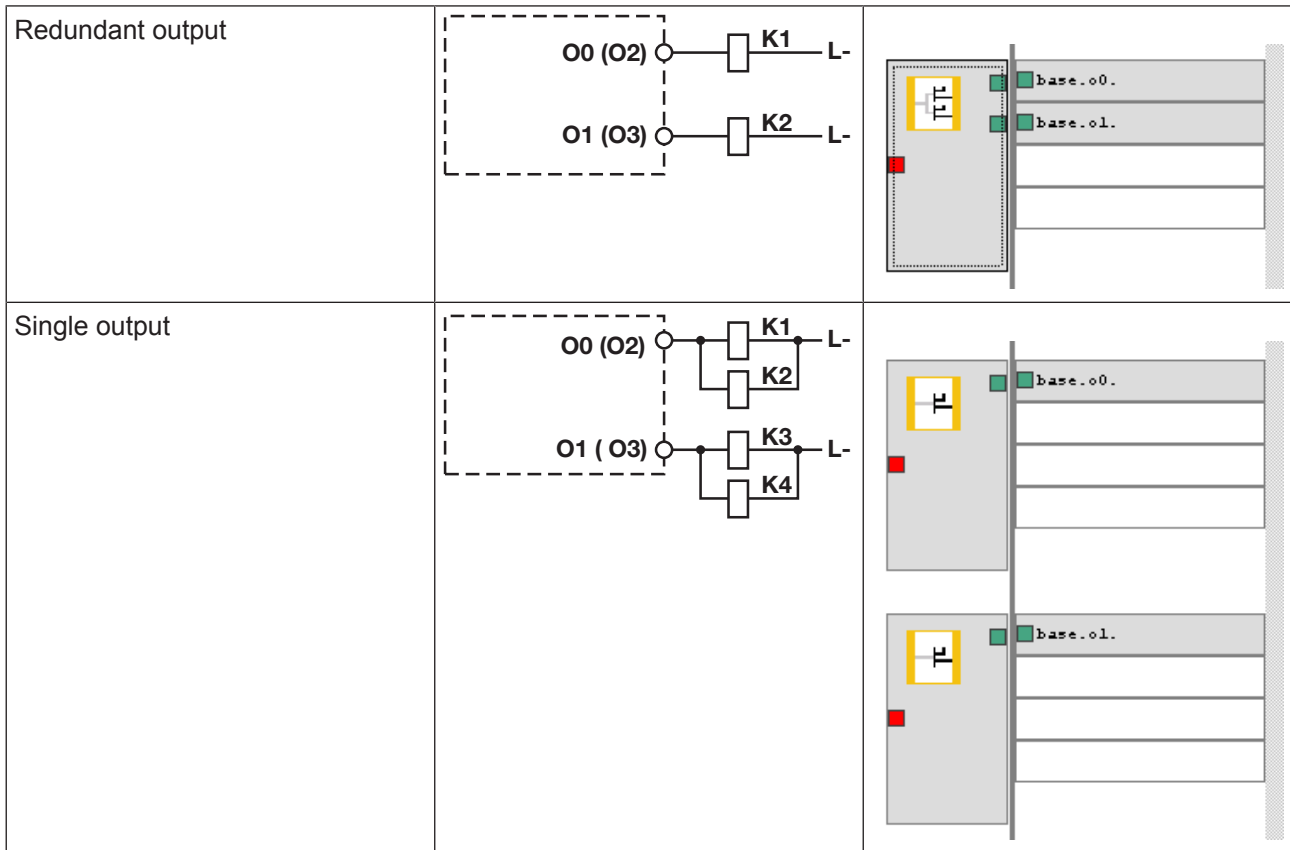 Redundant output
O0 (O2) K1 L-
O1 (O3) K2 L-
base.o0.
base.o1.
Single output
O0 (O2) K1 L-
K2
O1 ( O3) K3 L-
K4
base.o0.
base.o1.